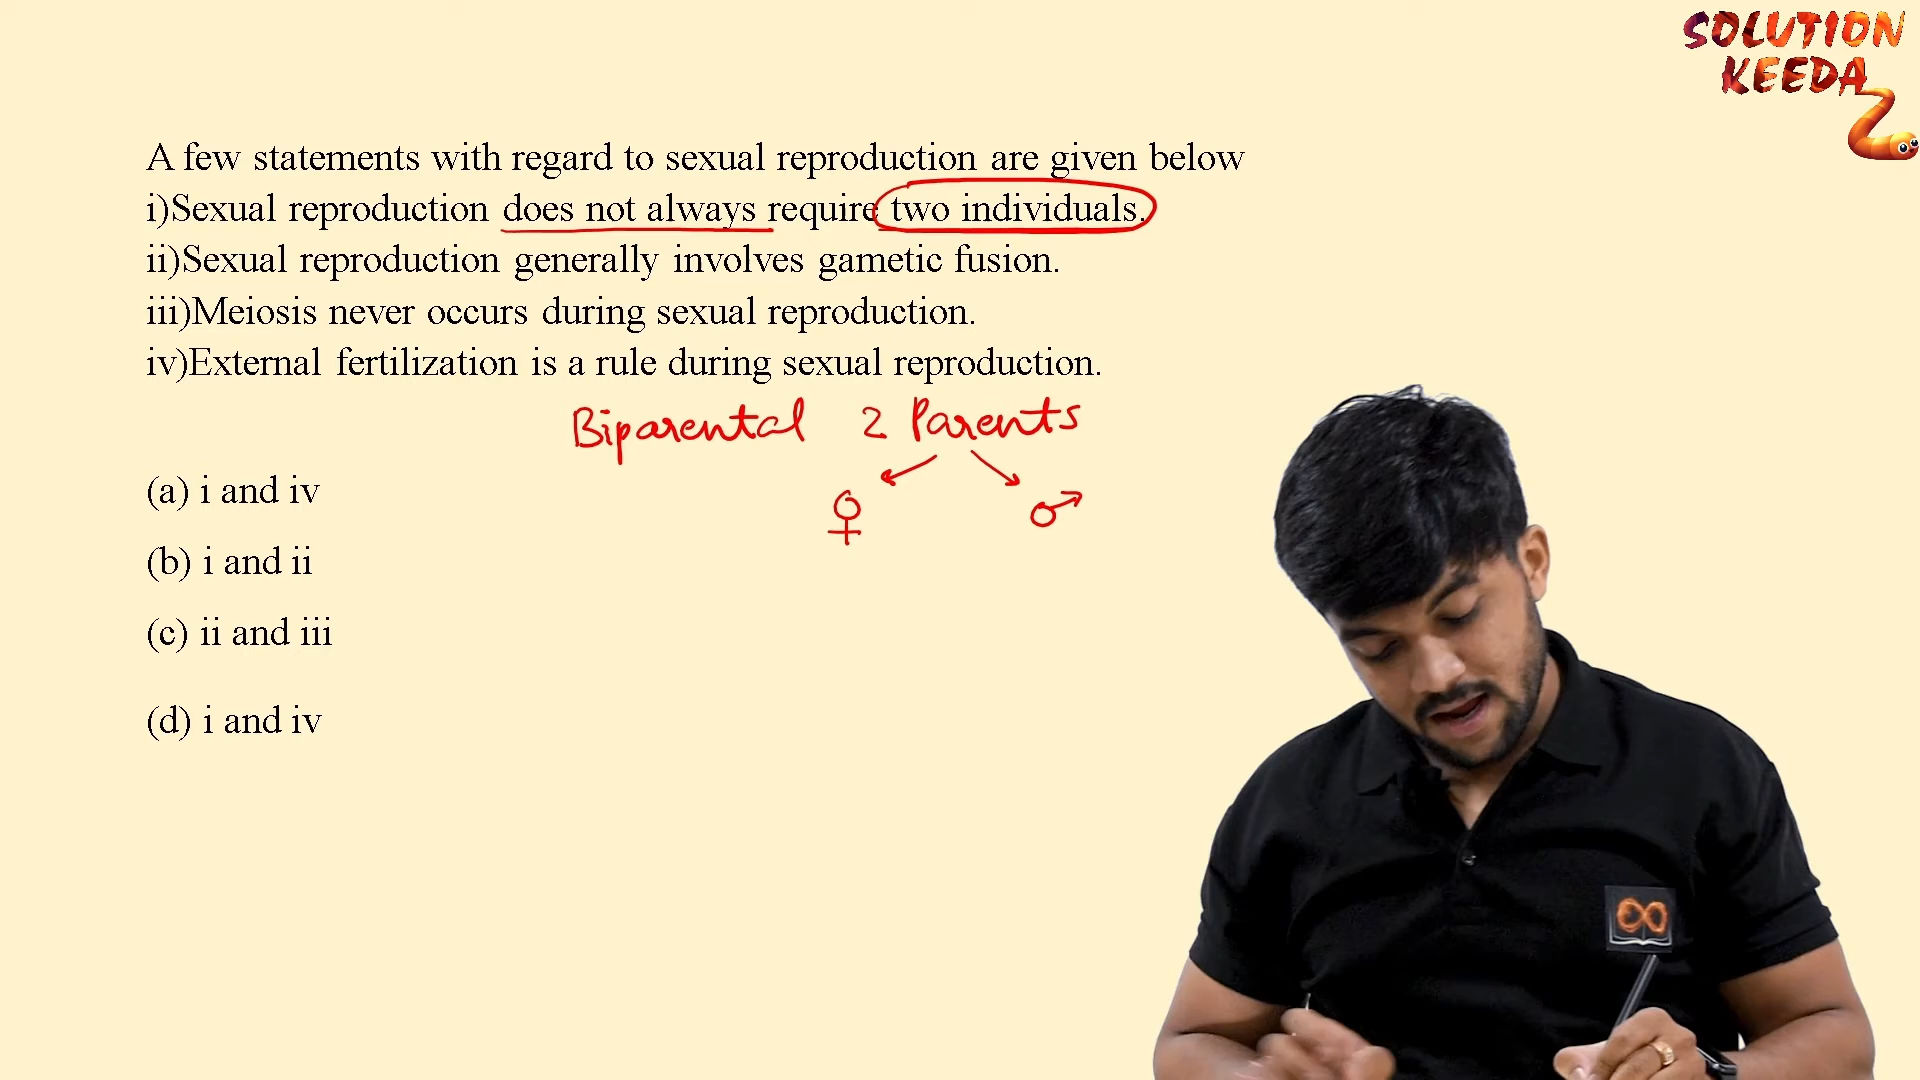 SOLUTION
KEEDA
A few statements with regard to sexual reproduction are given below
i)Sexual reproduction does not always require two individuals.
ii)Sexual reproduction generally involves gametic fusion.
iii)Meiosis never occurs during sexual reproduction.
iv)External fertilization is a rule during sexual reproduction.
Biparental 2 Parents
♀ ♂
(a) i and iv
(b) i and ii
(c) ii and iii
(d) i and iv